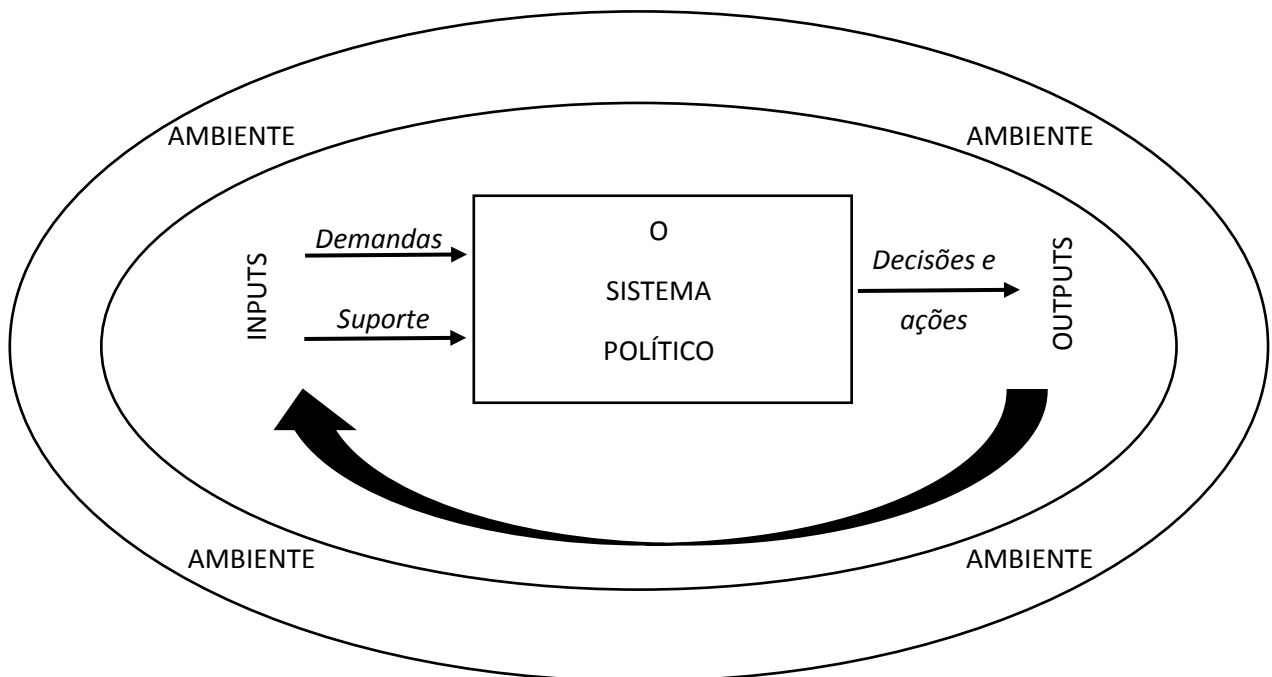 AMBIENTE
AMBIENTE
INPUTS
Demandas
Suporte
O
SISTEMA
POLÍTICO
Decisões e
ações
OUTPUTS
AMBIENTE
AMBIENTE